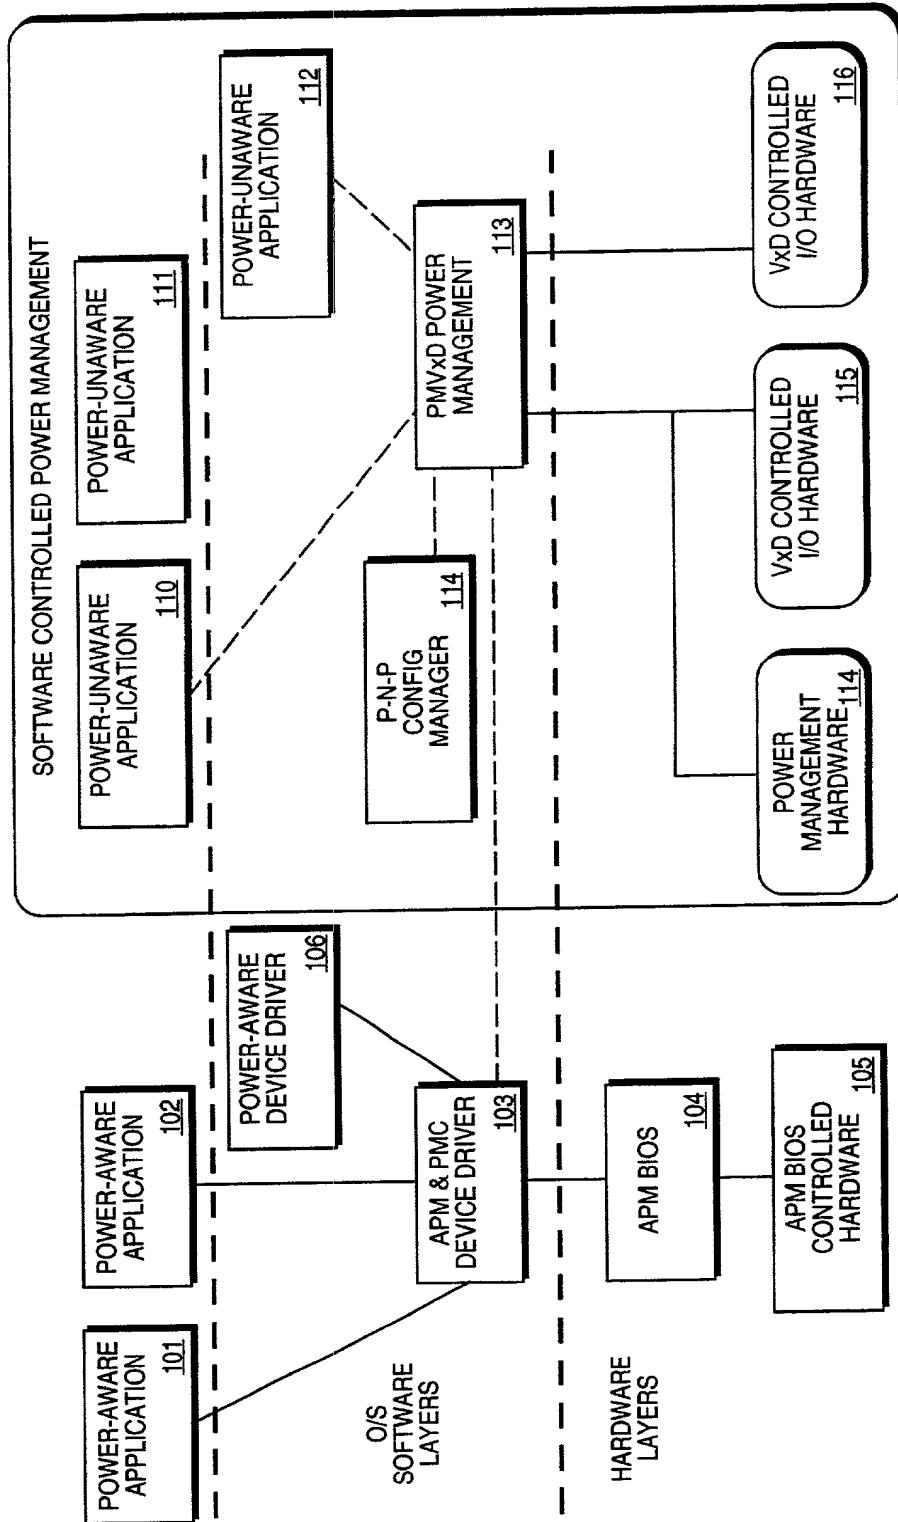 SOFTWARE CONTROLLED POWER MANAGEMENT
POWER-AWARE
APPLICATION
101
POWER-AWARE
APPLICATION
102
POWER-UNAWARE
APPLICATION
110
POWER-UNAWARE
APPLICATION
111
POWER-AWARE
DEVICE DRIVER
106
POWER-UNAWARE
APPLICATION
112
O/S
SOFTWARE
LAYERS
APM & PMC
DEVICE DRIVER
103
P-N-P
CONFIG
MANAGER
114
PMVxD POWER
MANAGEMENT
113
HARDWARE
LAYERS
APM BIOS
104
APM BIOS
CONTROLLED
HARDWARE
105
POWER
MANAGEMENT
HARDWARE
114
VxD CONTROLLED
I/O HARDWARE
115
VxD CONTROLLED
I/O HARDWARE
116